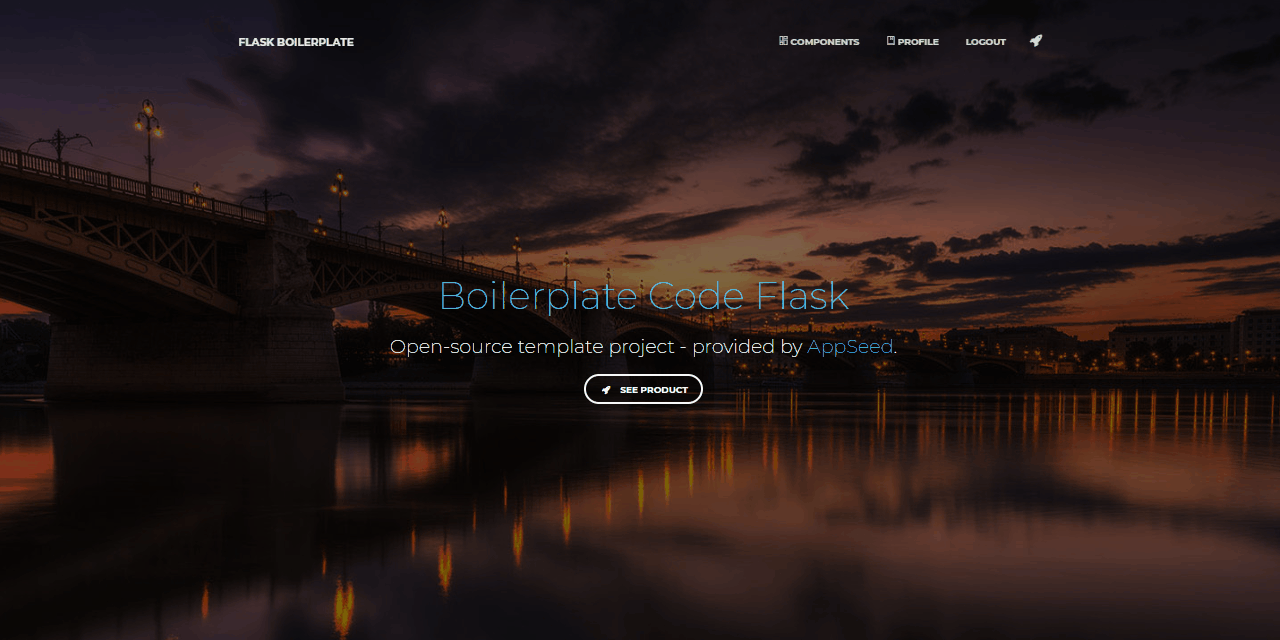 FLASK BOILERPLATE
COMPONENTS PROFILE LOGOUT
Boilerplate Code Flask
Open-source template project - provided by AppSeed.
SEE PRODUCT